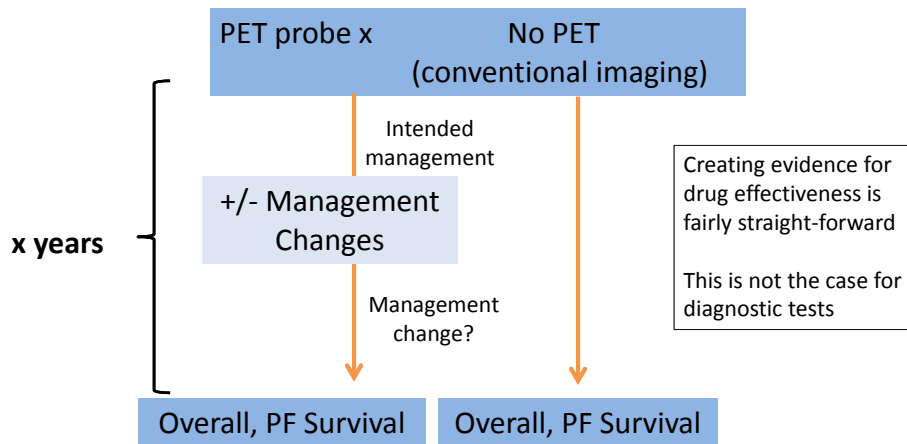 PET probe x
No PET
(conventional imaging)
Intended
management
+/- Management
Changes
x years
Management
change?
Overall, PF Survival
Overall, PF Survival
Creating evidence for
drug effectiveness is
fairly straight-forward
This is not the case for
diagnostic tests